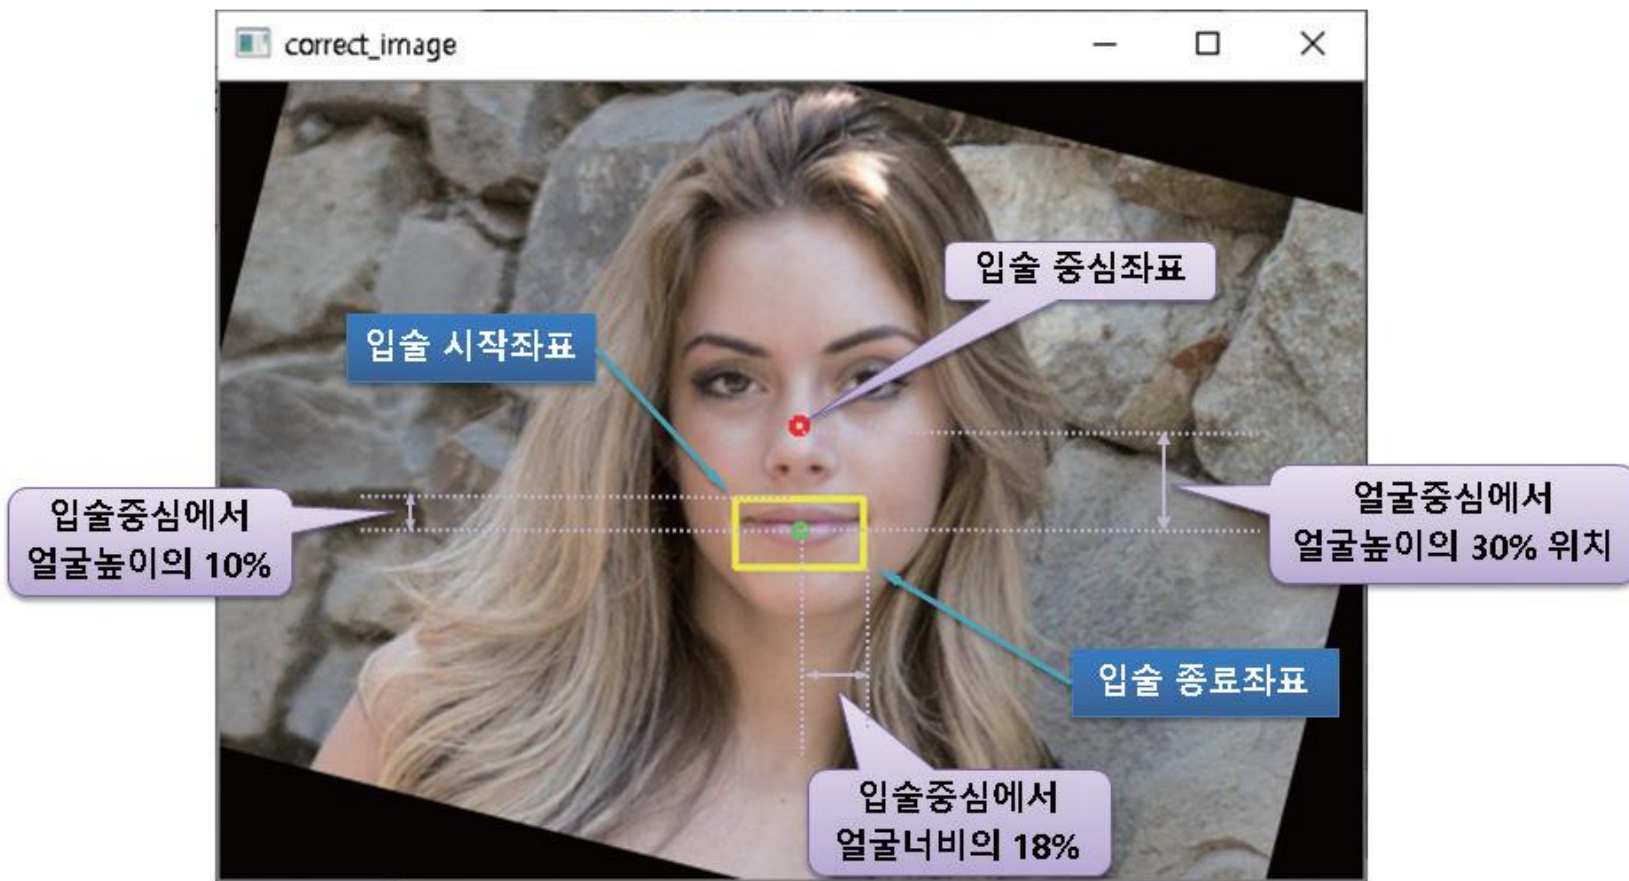 correct_image
입술 중심좌표
입술 시작좌표
입술중심에서
얼굴높이의 10%
얼굴중심에서
얼굴높이의 30% 위치
입술 종료좌표
입술중심에서
얼굴너비의 18%